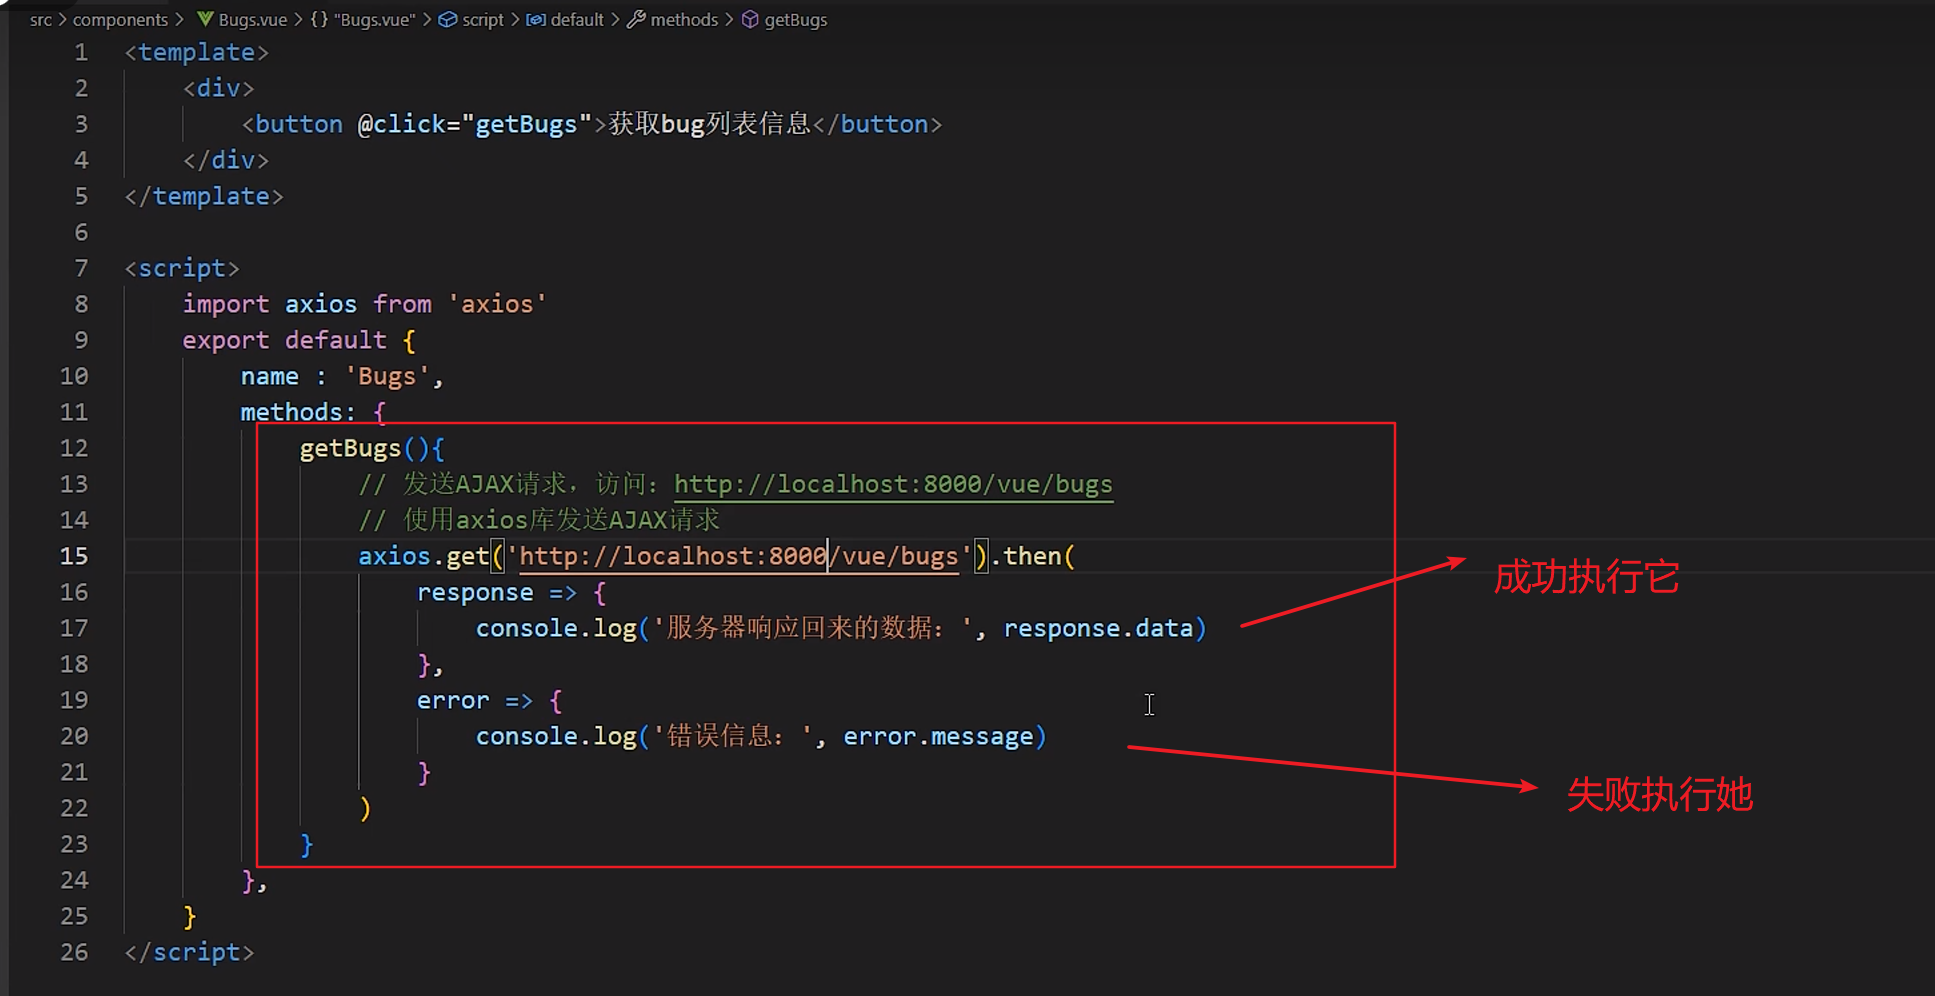 src > components > Bugs.vue > {} "Bugs.vue" > script > default > methods > getBugs
1 <template>
2 <div>
3 <button @click="getBugs">获取bug列表信息</button>
4 </div>
5 </template>
6
7 <script>
8 import axios from 'axios'
9 export default {
10 name : 'Bugs',
11 methods: {
12 getBugs(){
13 // 发送AJAX请求，访问：http://localhost:8000/vue/bugs
14 // 使用axios库发送AJAX请求
15 axios.get('http://localhost:8000/vue/bugs').then(
成功执行它
16 response => {
17 console.log('服务器响应回来的数据：', response.data)
18 },
19 error => {
20 console.log('错误信息：', error.message)
21 }
失败执行她
22 )
23 }
24 },
25 }
26 </script>